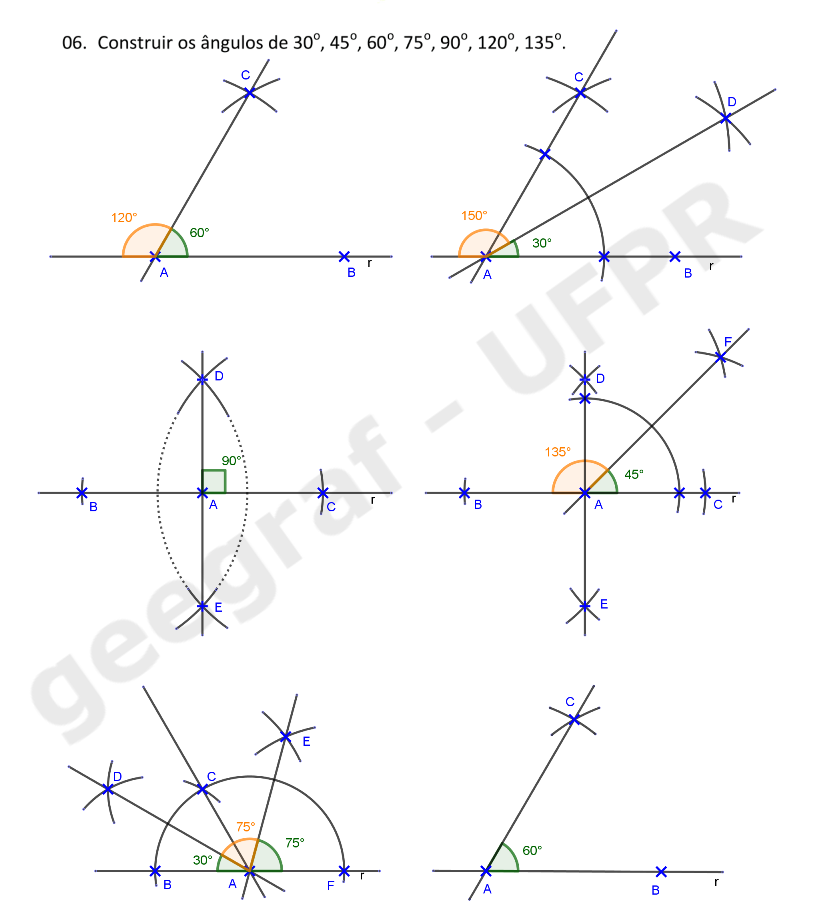 06. Construir os ângulos de 30º, 45º, 60º, 75º, 90º, 120º, 135º.
C
120°
60°
A
B
r
C
D
150°
30°
A
B
r
D
90°
B
A
C
r
E
F
D
135°
45°
B
A
C
r
E
E
D
C
75°
75°
30°
B
A
F
r
C
60°
A
B
r
geegraf - UFPR